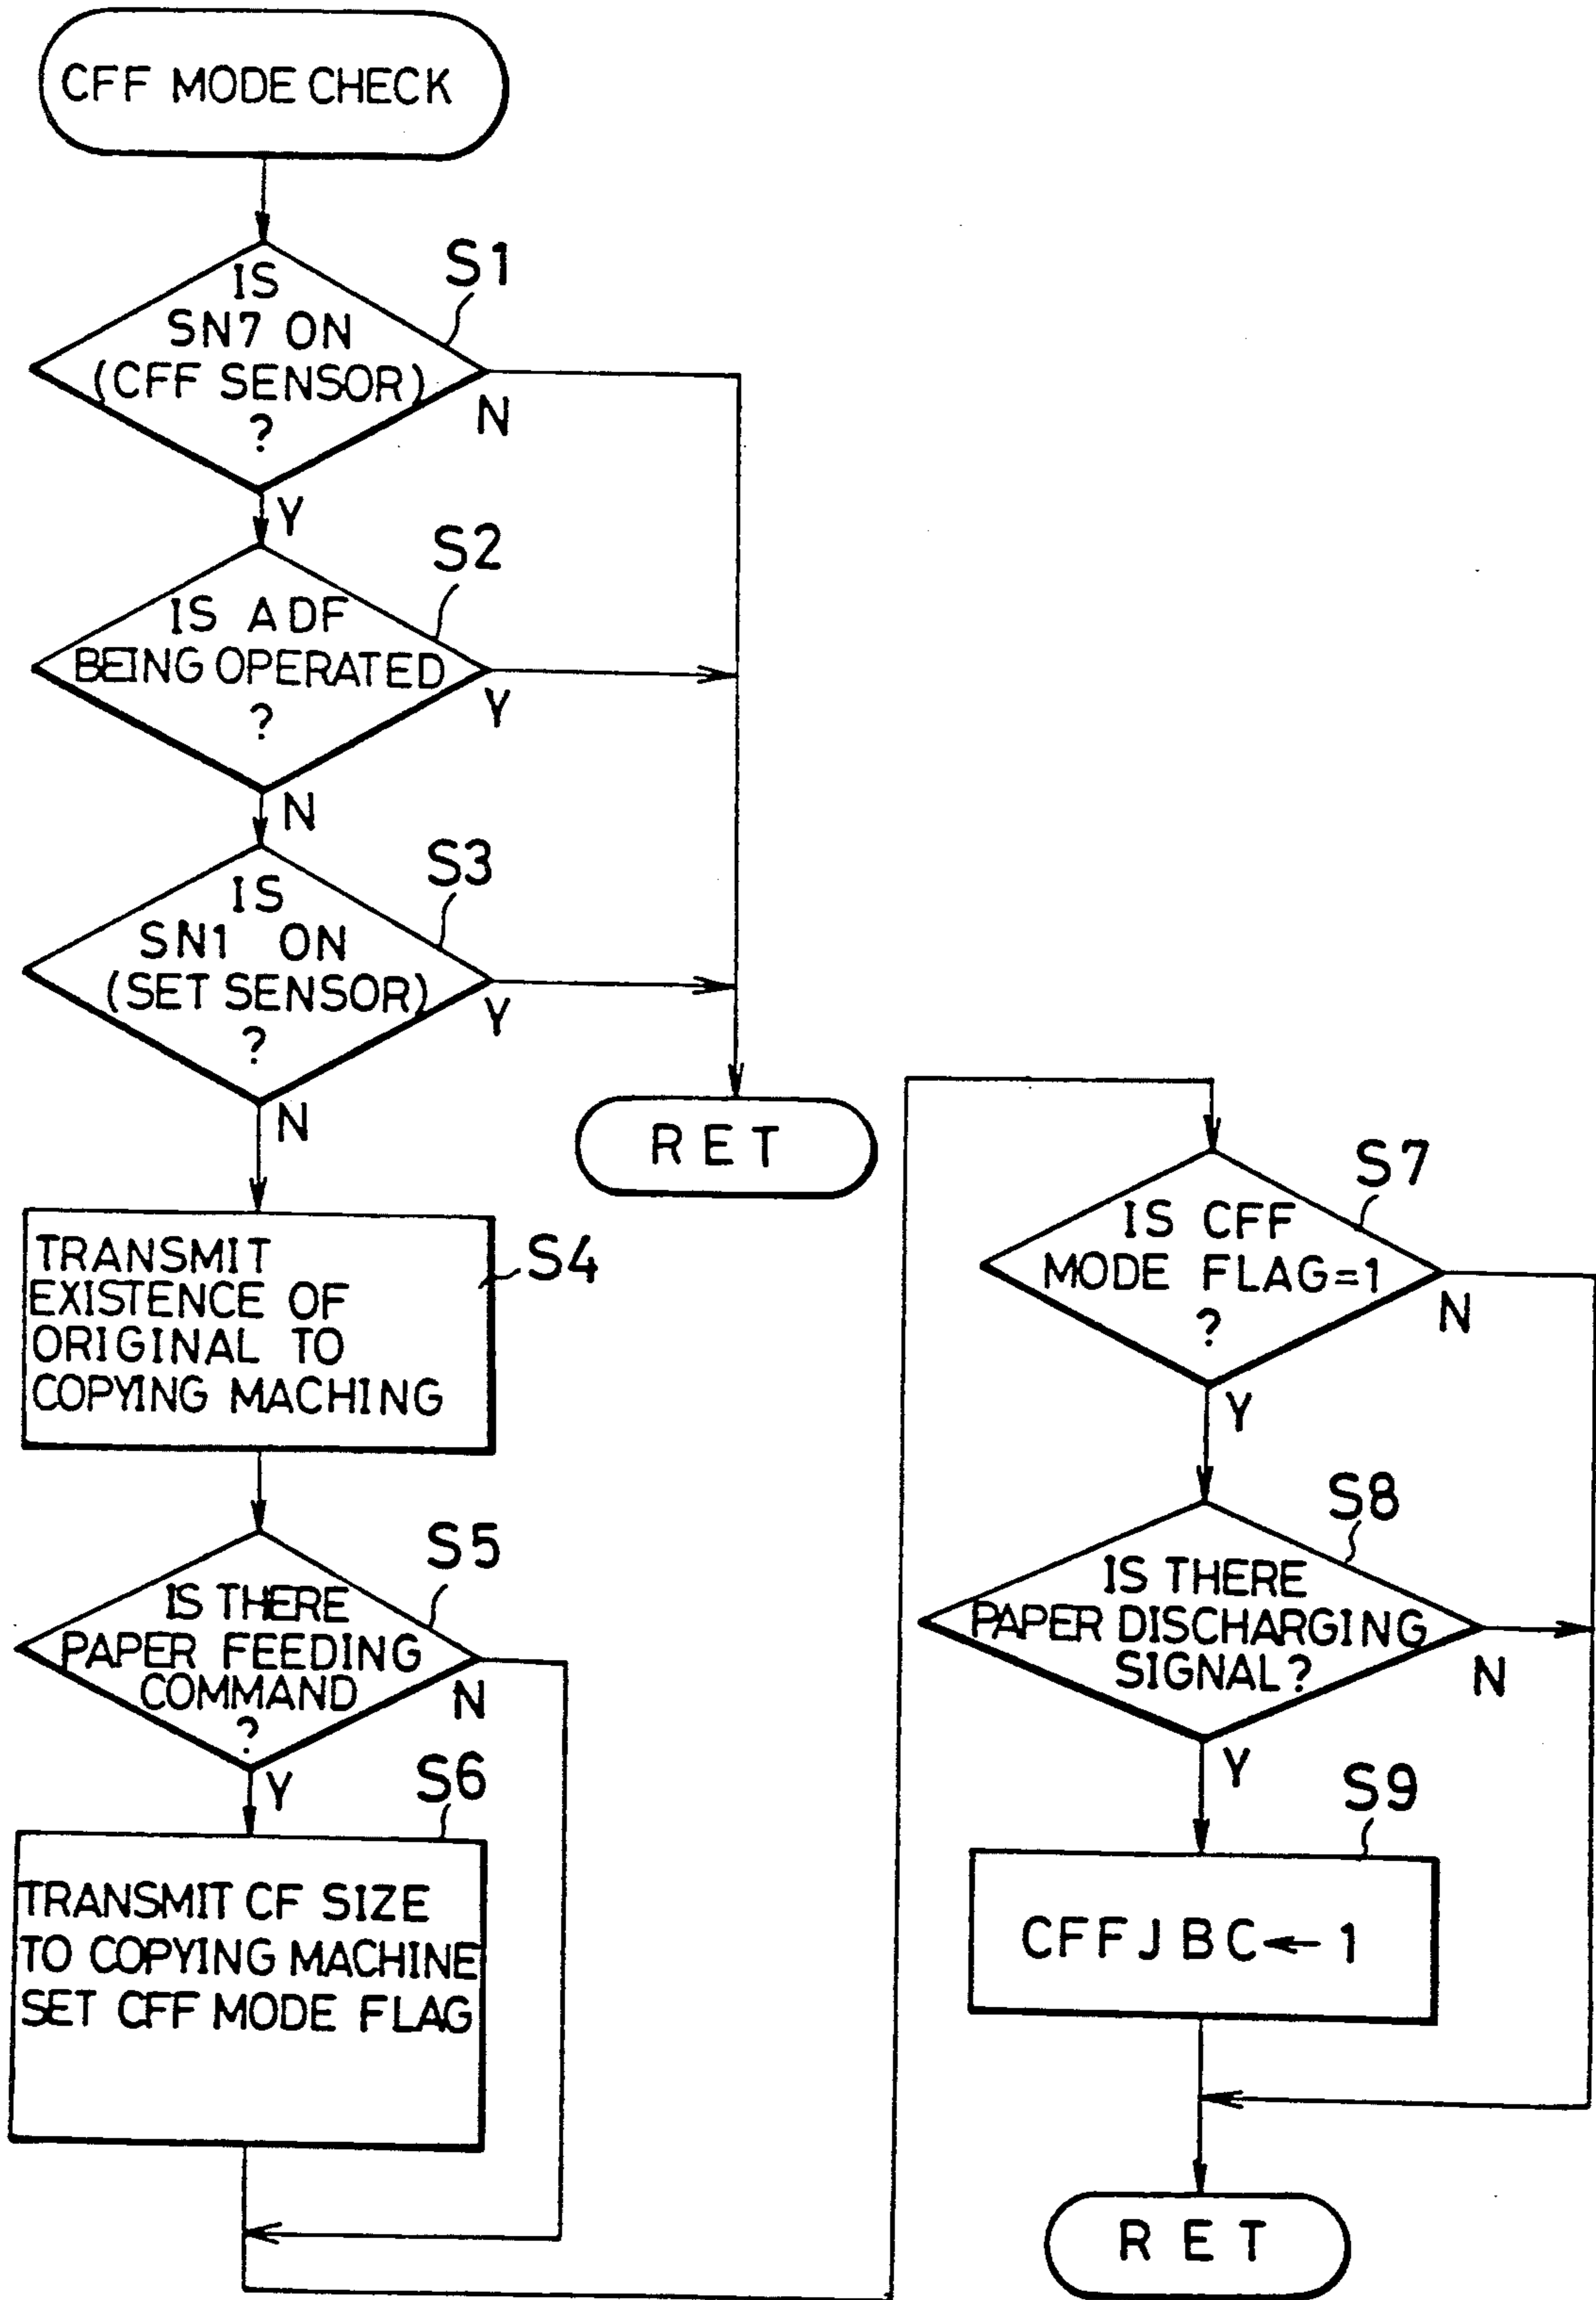 CFF MODE CHECK
S1
IS
SN7 ON
(CFF SENSOR)
?
N
Y
S2
IS ADF
BEING OPERATED
?
Y
N
S3
IS
SN1 ON
(SET SENSOR)
?
Y
N
RET
S4
TRANSMIT
EXISTENCE OF
ORIGINAL TO
COPYING MACHING
S5
IS THERE
PAPER FEEDING
COMMAND
?
N
Y
S6
TRANSMIT CF SIZE
TO COPYING MACHINE
SET CFF MODE FLAG
S7
IS CFF
MODE FLAG=1
?
N
Y
S8
IS THERE
PAPER DISCHARGING
SIGNAL?
N
Y
S9
CFFJBC←1
RET